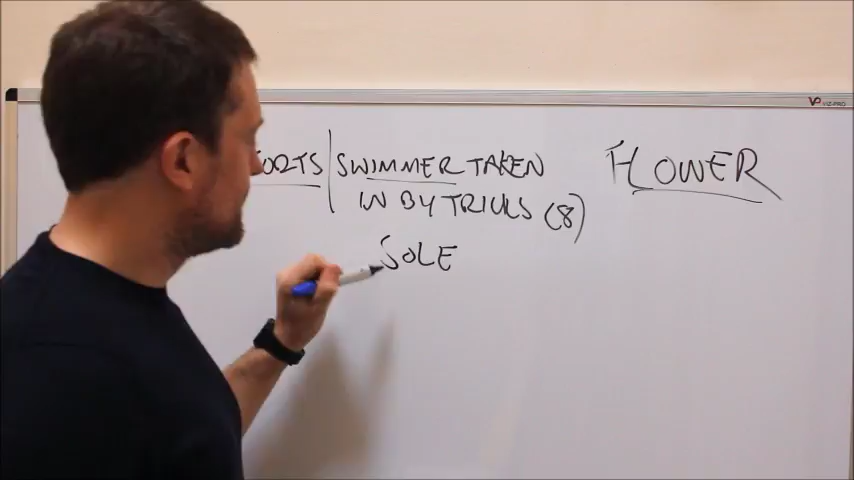 SWIMMER TAKEN
IN BY TRICKS (8)
SOLE
FLOWER